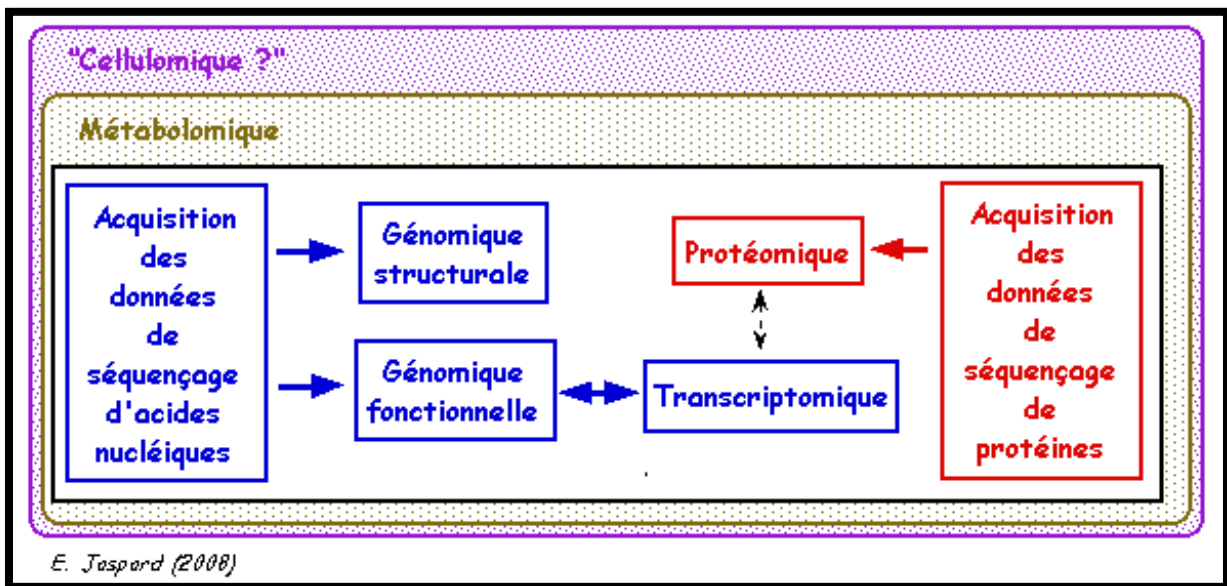 "Cellulomique ?"
Métabolomique
Acquisition
des
données
de
séquençage
d'acides
nucléiques
Génomique
structurale
Génomique
fonctionnelle
Protéomique
Transcriptomique
Acquisition
des
données
de
séquençage
de
protéines
E. Jaspard (2008)